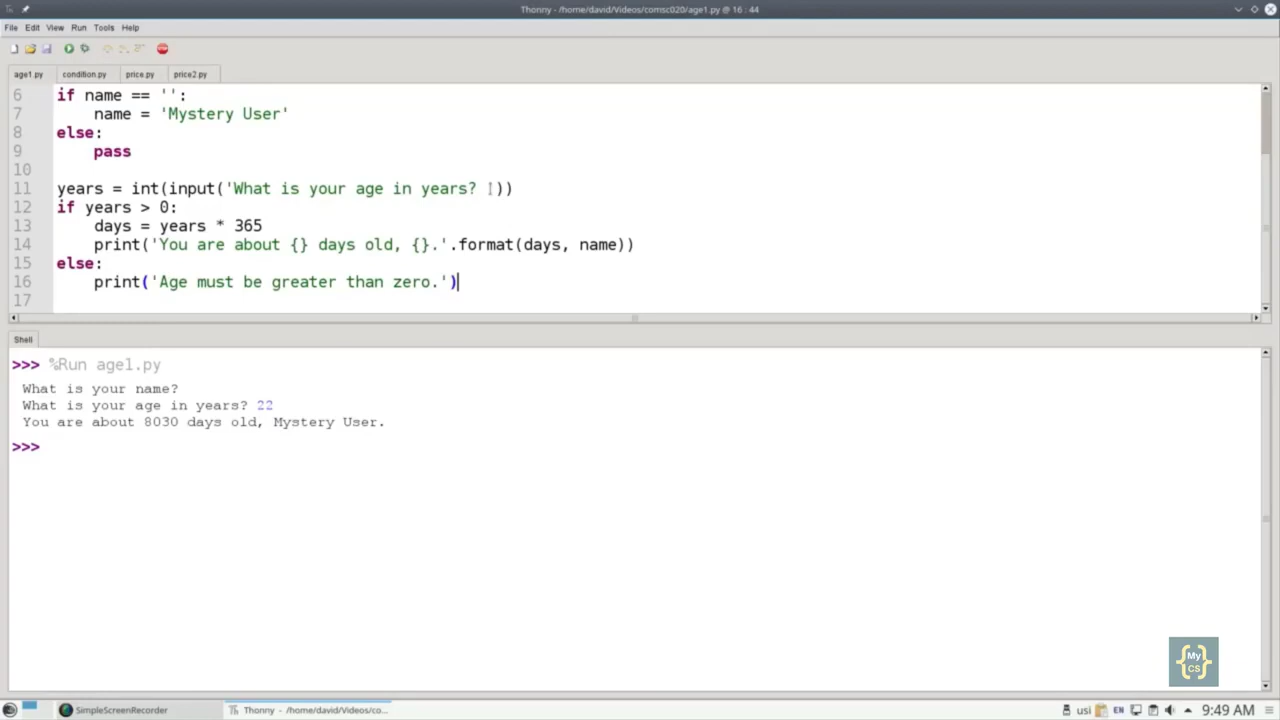 Thonny - /home/david/Videos/comsc020/age1.py @ 16 : 44
File Edit View Run Tools Help
age1.py condition.py price.py price2.py
6 if name == '':
7     name = 'Mystery User'
8 else:
9     pass
10
11 years = int(input('What is your age in years? '))
12 if years > 0:
13     days = years * 365
14     print('You are about {} days old, {}.'.format(days, name))
15 else:
16     print('Age must be greater than zero.')
17
Shell
>>> %Run age1.py
What is your name?
What is your age in years? 22
You are about 8030 days old, Mystery User.
>>>
My
CS
SimpleScreenRecorder
Thonny - /home/david/Videos/co...
usi EN 9:49 AM